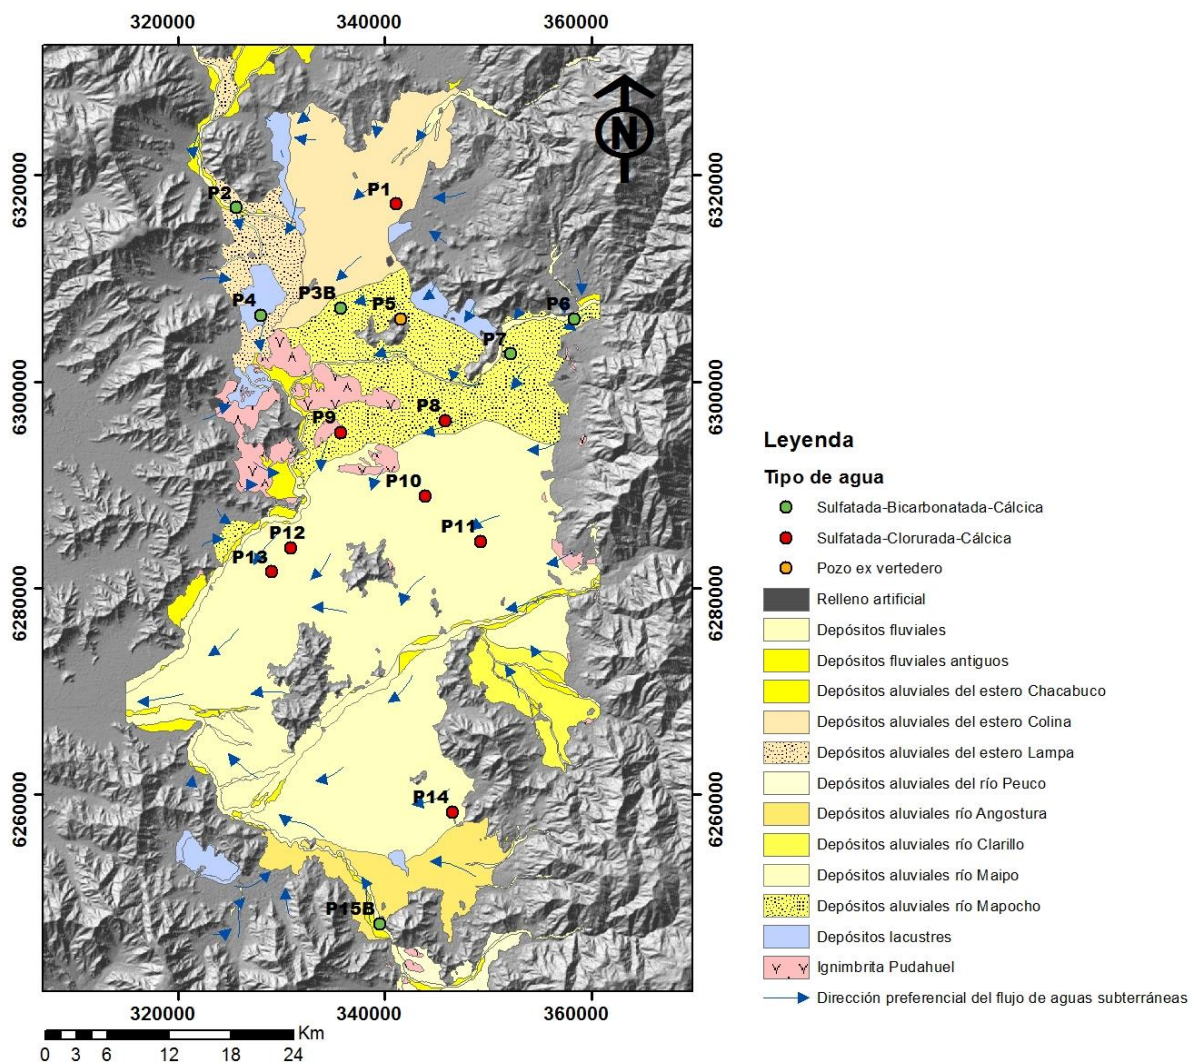 320000 340000 360000
N
6320000 6320000
P1
P2
P3B
P4
P5
P6
P7
6300000 6300000
P8
P9
P10
P11
P12
P13
6280000 6280000
6260000 6260000
P14
P15B
320000 340000 360000
Km
0 3 6 12 18 24
Leyenda
Tipo de agua
Sulfatada-Bicarbonatada-Cálcica
Sulfatada-Clorurada-Cálcica
Pozo ex vertedero
Relleno artificial
Depósitos fluviales
Depósitos fluviales antiguos
Depósitos aluviales del estero Chacabuco
Depósitos aluviales del estero Colina
Depósitos aluviales del estero Lampa
Depósitos aluviales del río Peuco
Depósitos aluviales río Angostura
Depósitos aluviales río Clarillo
Depósitos aluviales río Maipo
Depósitos aluviales río Mapocho
Depósitos lacustres
Ignimbrita Pudahuel
Dirección preferencial del flujo de aguas subterráneas